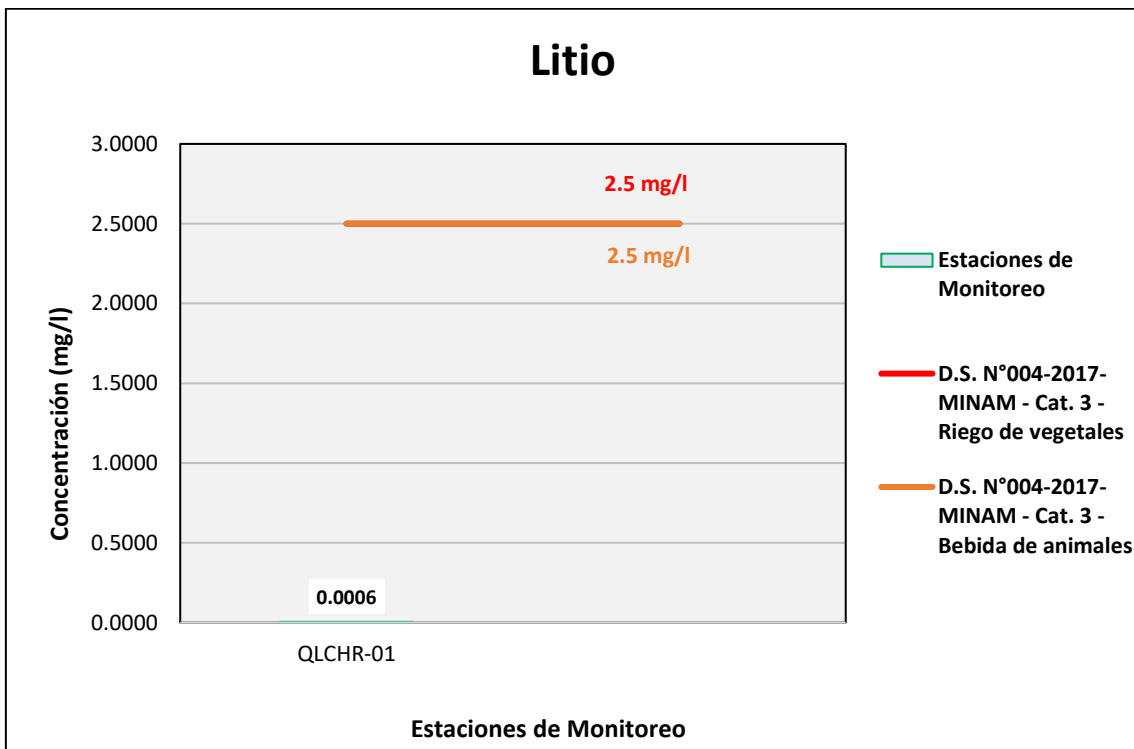 Litio
3.0000
2.5000
2.0000
1.5000
1.0000
0.5000
0.0000
Concentración (mg/l)
2.5 mg/l
2.5 mg/l
0.0006
QLCHR-01
Estaciones de Monitoreo
Estaciones de
Monitoreo
D.S. N°004-2017-
MINAM - Cat. 3 -
Riego de vegetales
D.S. N°004-2017-
MINAM - Cat. 3 -
Bebida de animales